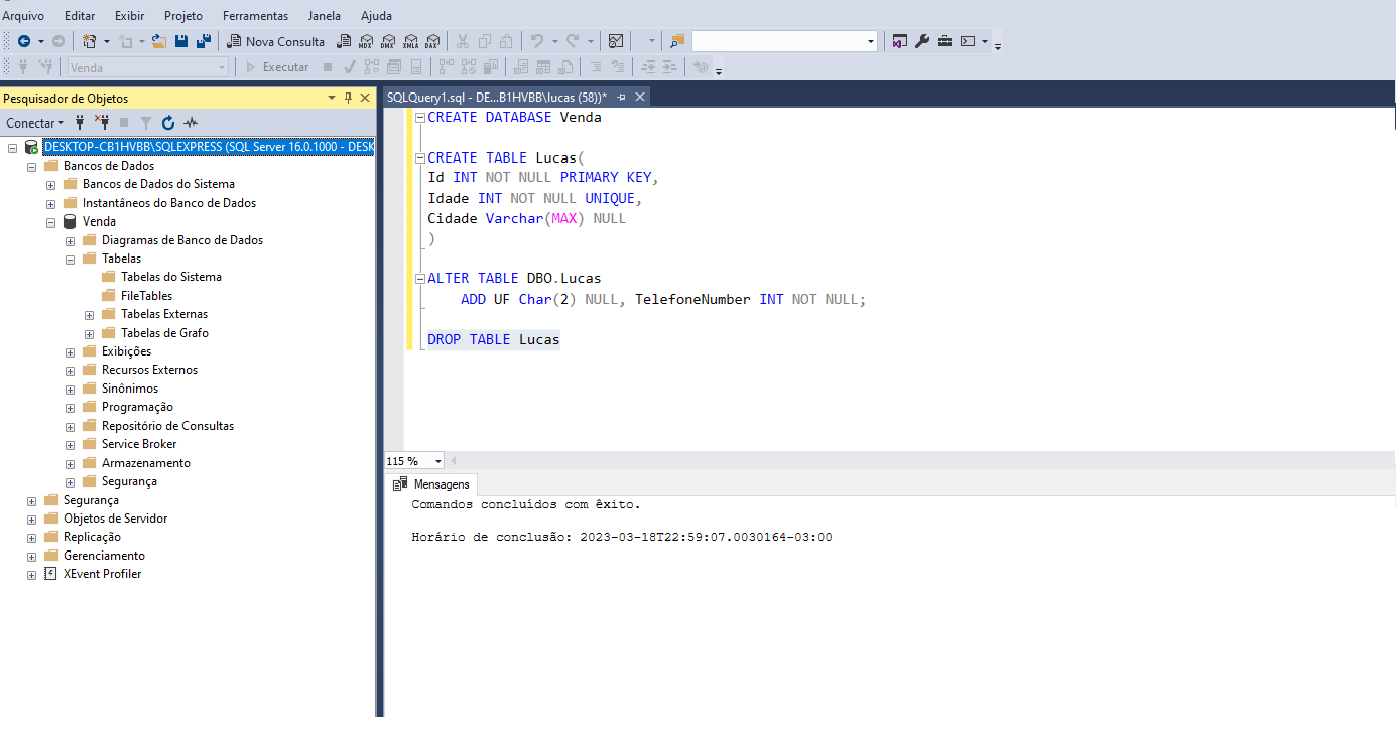 Arquivo Editar Exibir Projeto Ferramentas Janela Ajuda
Nova Consulta MDX DMX XMLA DAX
Venda Executar
Pesquisador de Objetos
SQLQuery1.sql - DE...B1HVBB\lucas (58))*
Conectar
DESKTOP-CB1HVBB\SQLEXPRESS (SQL Server 16.0.1000 - DESK
Bancos de Dados
Bancos de Dados do Sistema
Instantâneos do Banco de Dados
Venda
Diagramas de Banco de Dados
Tabelas
Tabelas do Sistema
FileTables
Tabelas Externas
Tabelas de Grafo
Exibições
Recursos Externos
Sinônimos
Programação
Repositório de Consultas
Service Broker
Armazenamento
Segurança
Segurança
Objetos de Servidor
Replicação
Gerenciamento
XEvent Profiler
CREATE DATABASE Venda
CREATE TABLE Lucas(
Id INT NOT NULL PRIMARY KEY,
Idade INT NOT NULL UNIQUE,
Cidade Varchar(MAX) NULL
)
ALTER TABLE DBO.Lucas
ADD UF Char(2) NULL, TelefoneNumber INT NOT NULL;
DROP TABLE Lucas
115 %
Mensagens
Comandos concluídos com êxito.
Horário de conclusão: 2023-03-18T22:59:07.0030164-03:00